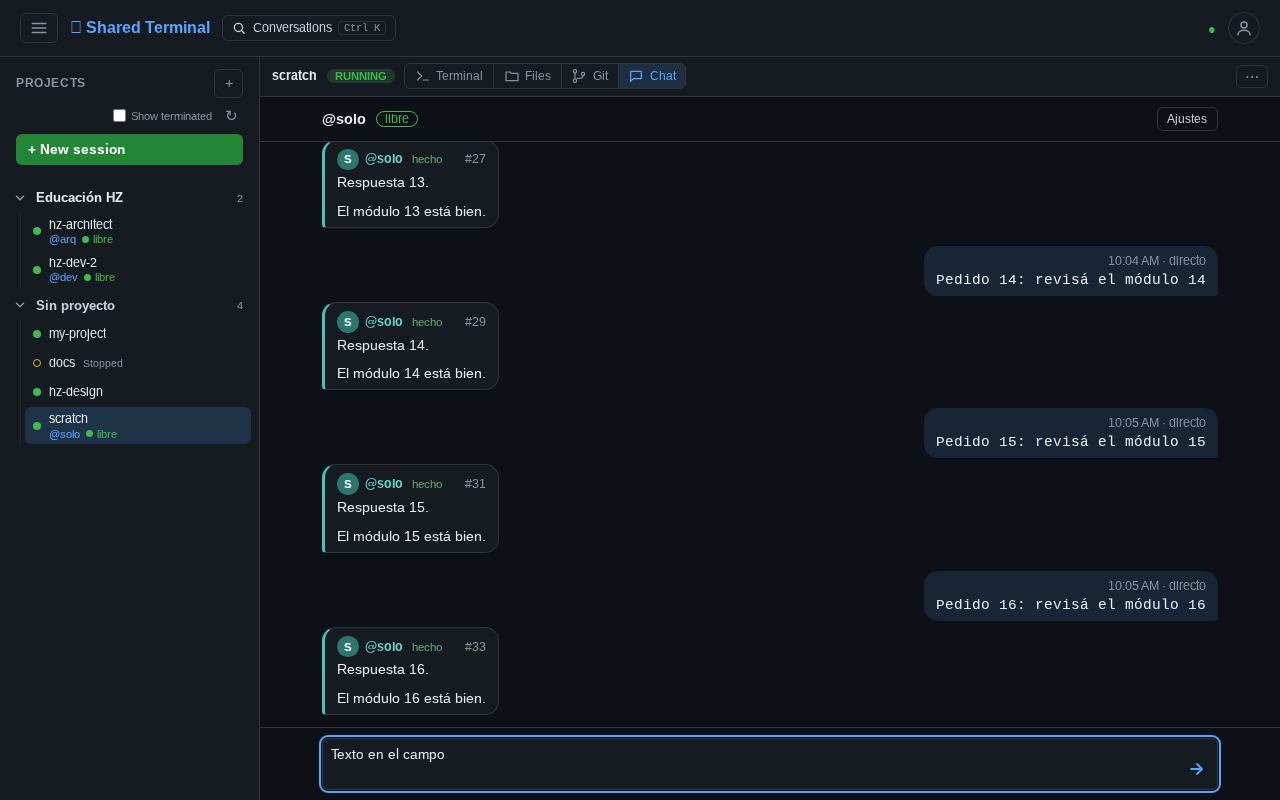 Shared Terminal
Conversations Ctrl K
PROJECTS
+
Show terminated
+ New session
Educación HZ 2
hz-architect
@arq libre
hz-dev-2
@dev libre
Sin proyecto 4
my-project
docs Stopped
hz-design
scratch
@solo libre
scratch RUNNING Terminal Files Git Chat
@solo libre Ajustes
S @solo hecho #27
Respuesta 13.
El módulo 13 está bien.
10:04 AM · directo
Pedido 14: revisá el módulo 14
S @solo hecho #29
Respuesta 14.
El módulo 14 está bien.
10:05 AM · directo
Pedido 15: revisá el módulo 15
S @solo hecho #31
Respuesta 15.
El módulo 15 está bien.
10:05 AM · directo
Pedido 16: revisá el módulo 16
S @solo hecho #33
Respuesta 16.
El módulo 16 está bien.
Texto en el campo